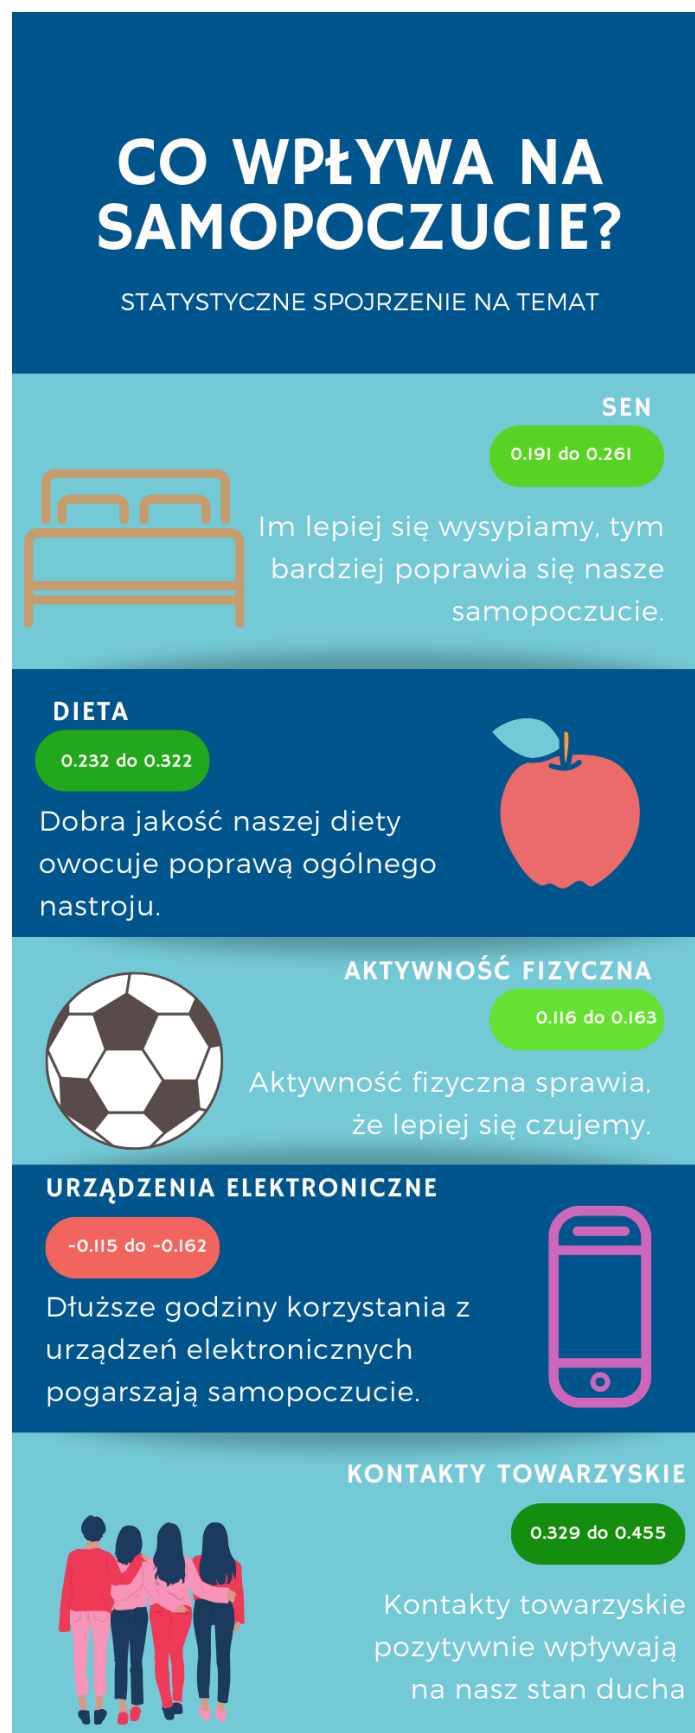 CO WPŁYWA NA
SAMOPOCZUCIE?
STATYSTYCZNE SPOJRZENIE NA TEMAT
SEN
0.191 do 0.261
Im lepiej się wysypiamy, tym
bardziej poprawia się nasze
samopoczucie.
DIETA
0.232 do 0.322
Dobra jakość naszej diety
owocuje poprawą ogólnego
nastroju.
AKTYWNOŚĆ FIZYCZNA
0.116 do 0.163
Aktywność fizyczna sprawia,
że lepiej się czujemy.
URZĄDZENIA ELEKTRONICZNE
-0.115 do -0.162
Dłuższe godziny korzystania z
urządzeń elektronicznych
pogarszają samopoczucie.
KONTAKTY TOWARZYSKIE
0.329 do 0.455
Kontakty towarzyskie
pozytywnie wpływają
na nasz stan ducha